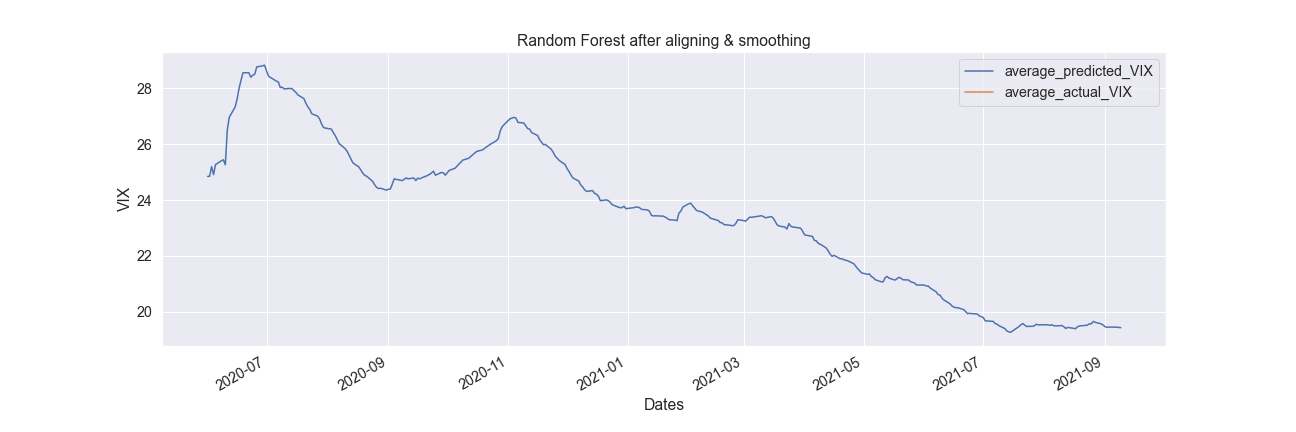 Random Forest after aligning & smoothing
average_predicted_VIX
average_actual_VIX
28
26
24
22
20
VIX
2020-07
2020-09
2020-11
2021-01
2021-03
2021-05
2021-07
2021-09
Dates